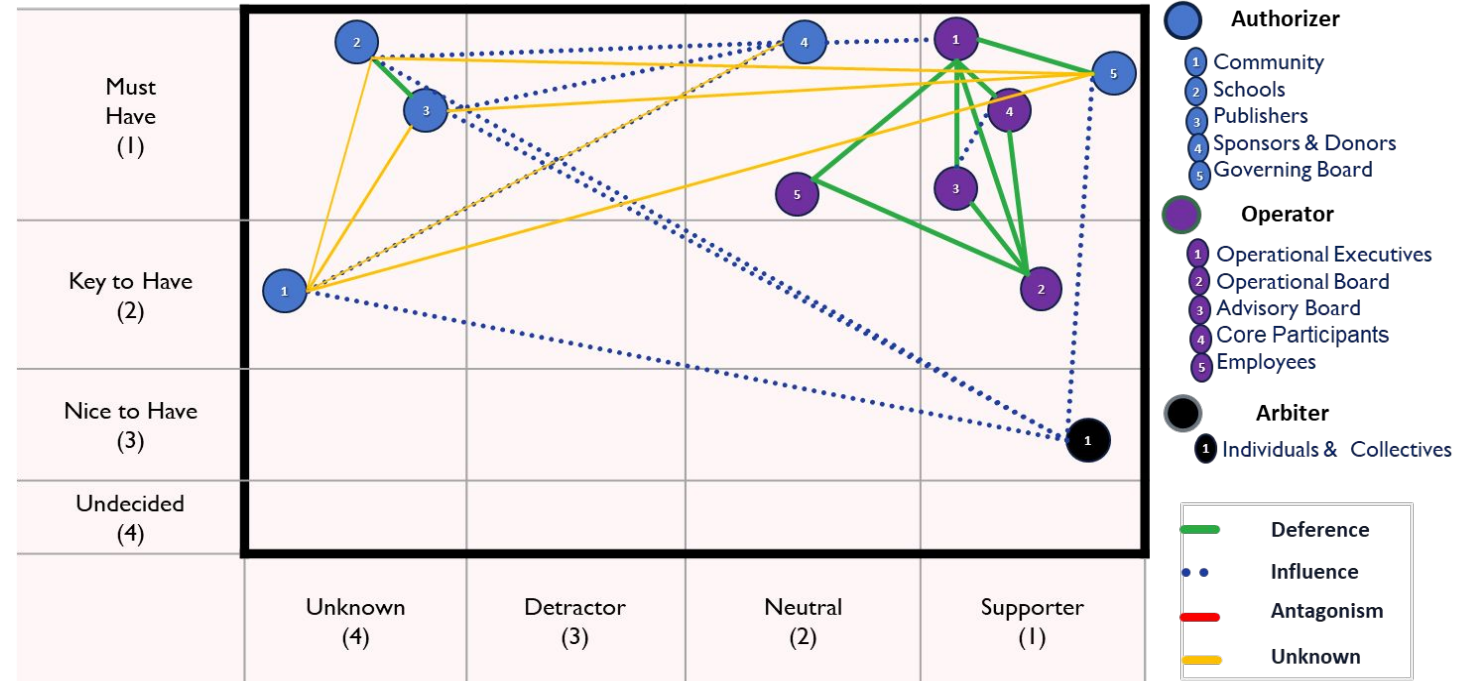 Must
Have
(1)
Key to Have
(2)
Nice to Have
(3)
Undecided
(4)
2
4
1
5
3
4
5
3
1
2
1
Unknown
(4)
Detractor
(3)
Neutral
(2)
Supporter
(1)
Authorizer
1 Community
2 Schools
3 Publishers
4 Sponsors & Donors
5 Governing Board
Operator
1 Operational Executives
2 Operational Board
3 Advisory Board
4 Core Participants
5 Employees
Arbiter
1 Individuals & Collectives
Deference
Influence
Antagonism
Unknown